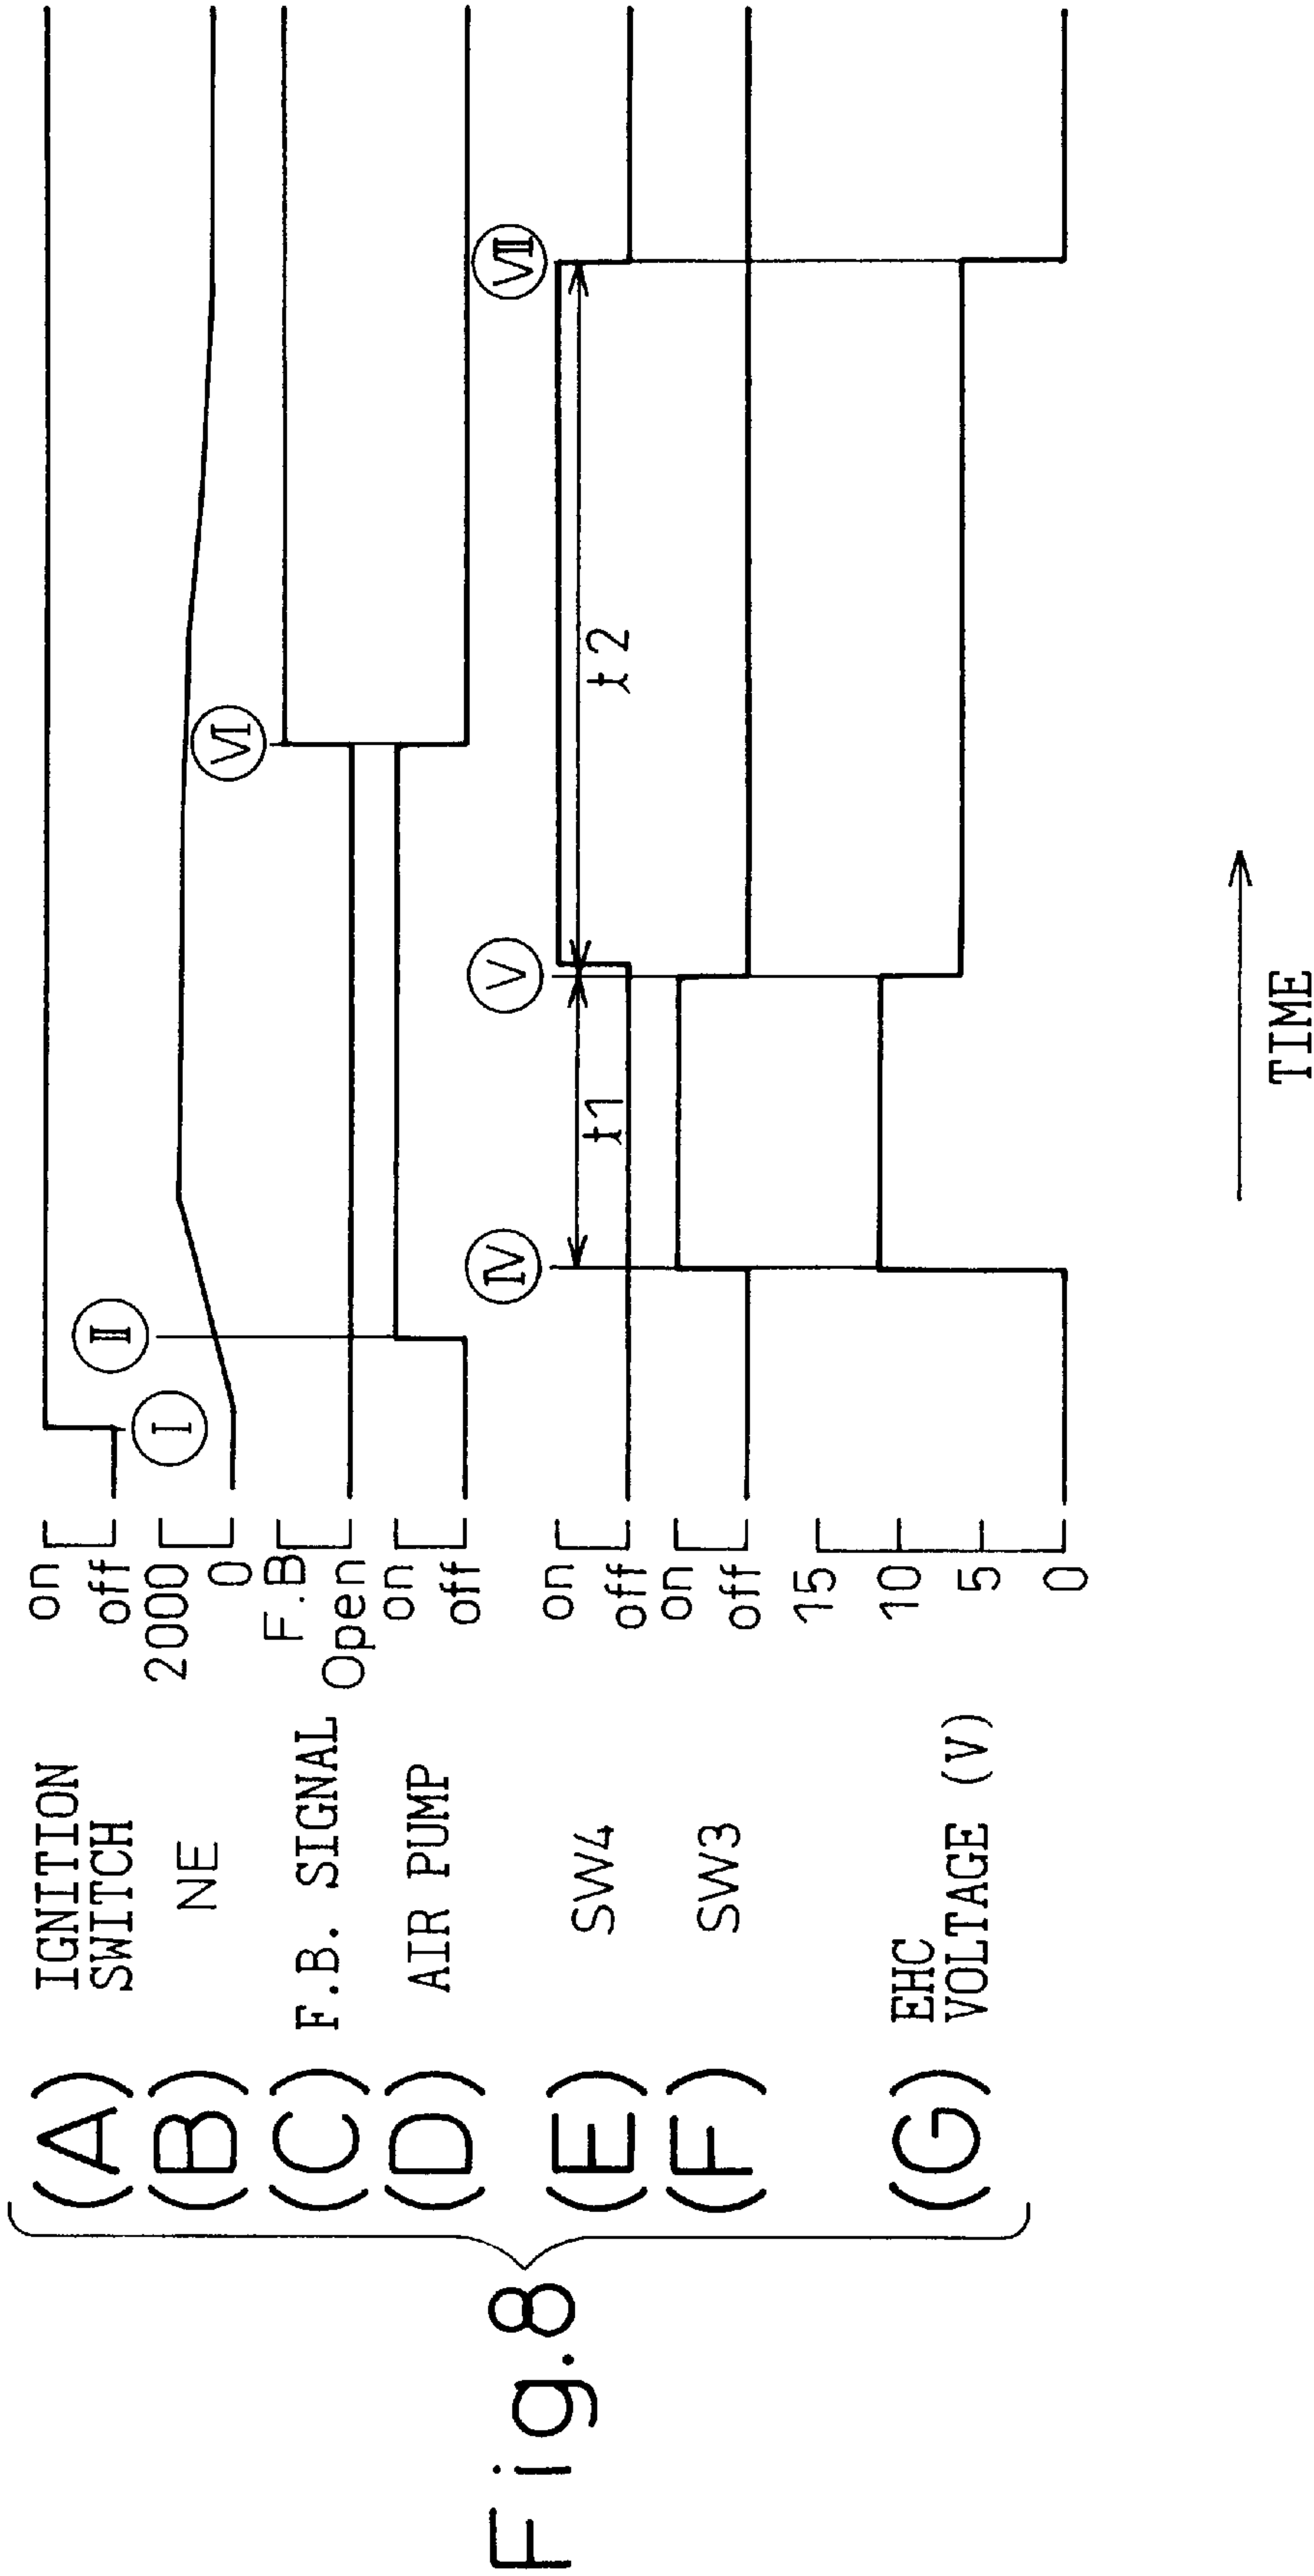 Fig.8
(A) IGNITION SWITCH
on
off
I
II
(B) NE
2000
0
(C) F.B. SIGNAL
F.B
Open
VI
(D) AIR PUMP
on
off
(E) SW4
on
off
IV
V
VII
t1
t2
(F) SW3
on
off
(G) EHC VOLTAGE (V)
15
10
5
0
TIME